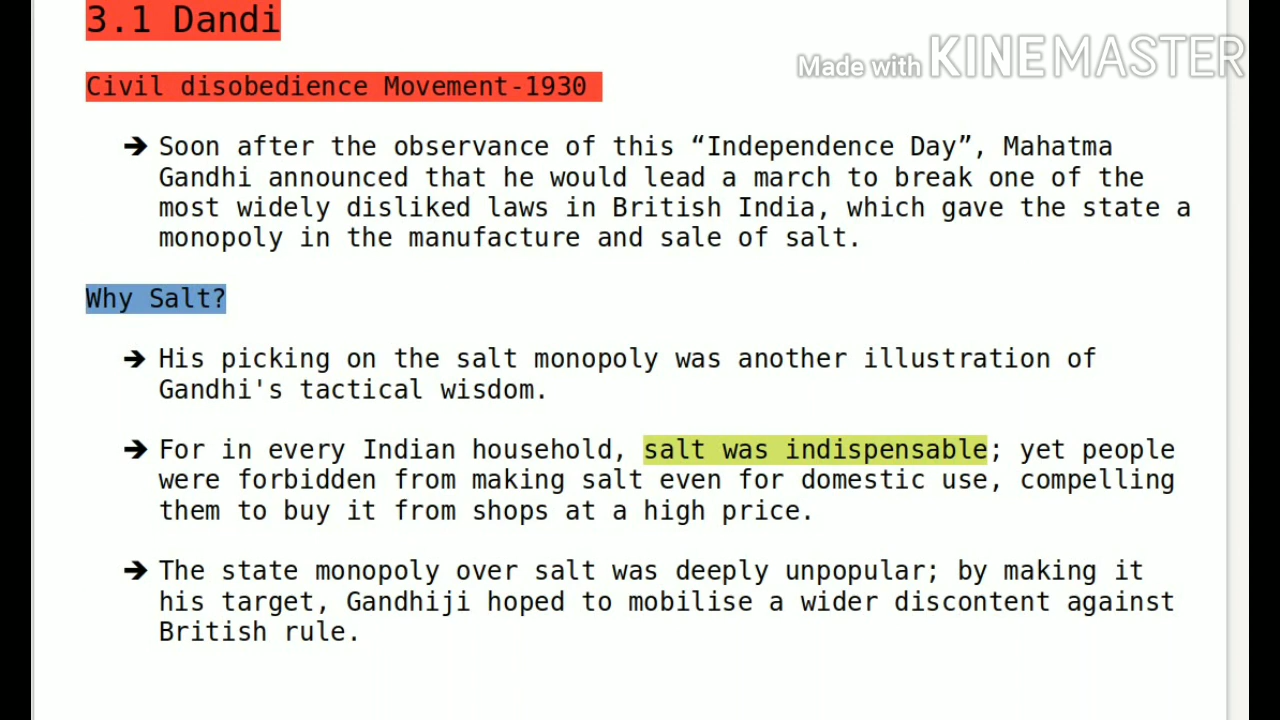 3.1 Dandi
Made with KINEMASTER
Civil disobedience Movement-1930
➔ Soon after the observance of this “Independence Day”, Mahatma
Gandhi announced that he would lead a march to break one of the
most widely disliked laws in British India, which gave the state a
monopoly in the manufacture and sale of salt.
Why Salt?
➔ His picking on the salt monopoly was another illustration of
Gandhi's tactical wisdom.
➔ For in every Indian household, salt was indispensable; yet people
were forbidden from making salt even for domestic use, compelling
them to buy it from shops at a high price.
➔ The state monopoly over salt was deeply unpopular; by making it
his target, Gandhiji hoped to mobilise a wider discontent against
British rule.